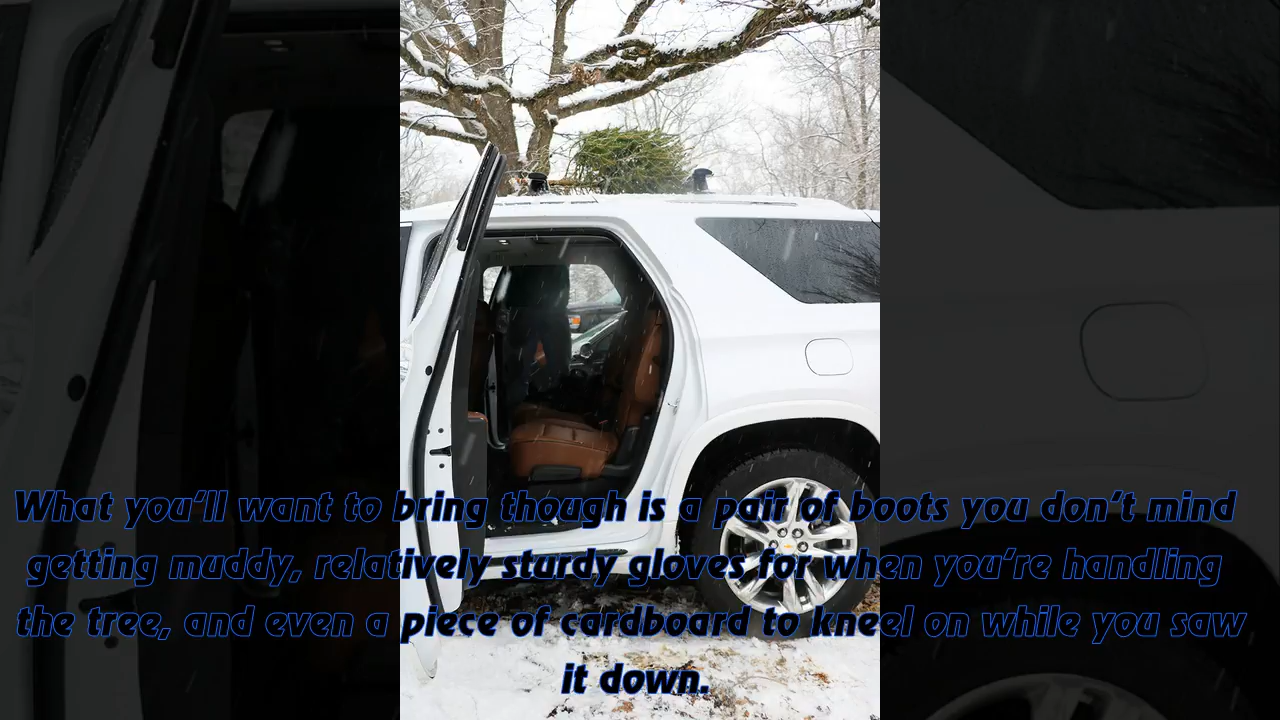 What you'll want to bring though is a pair of boots you don't mind
getting muddy, relatively sturdy gloves for when you're handling
the tree, and even a piece of cardboard to kneel on while you saw
it down.